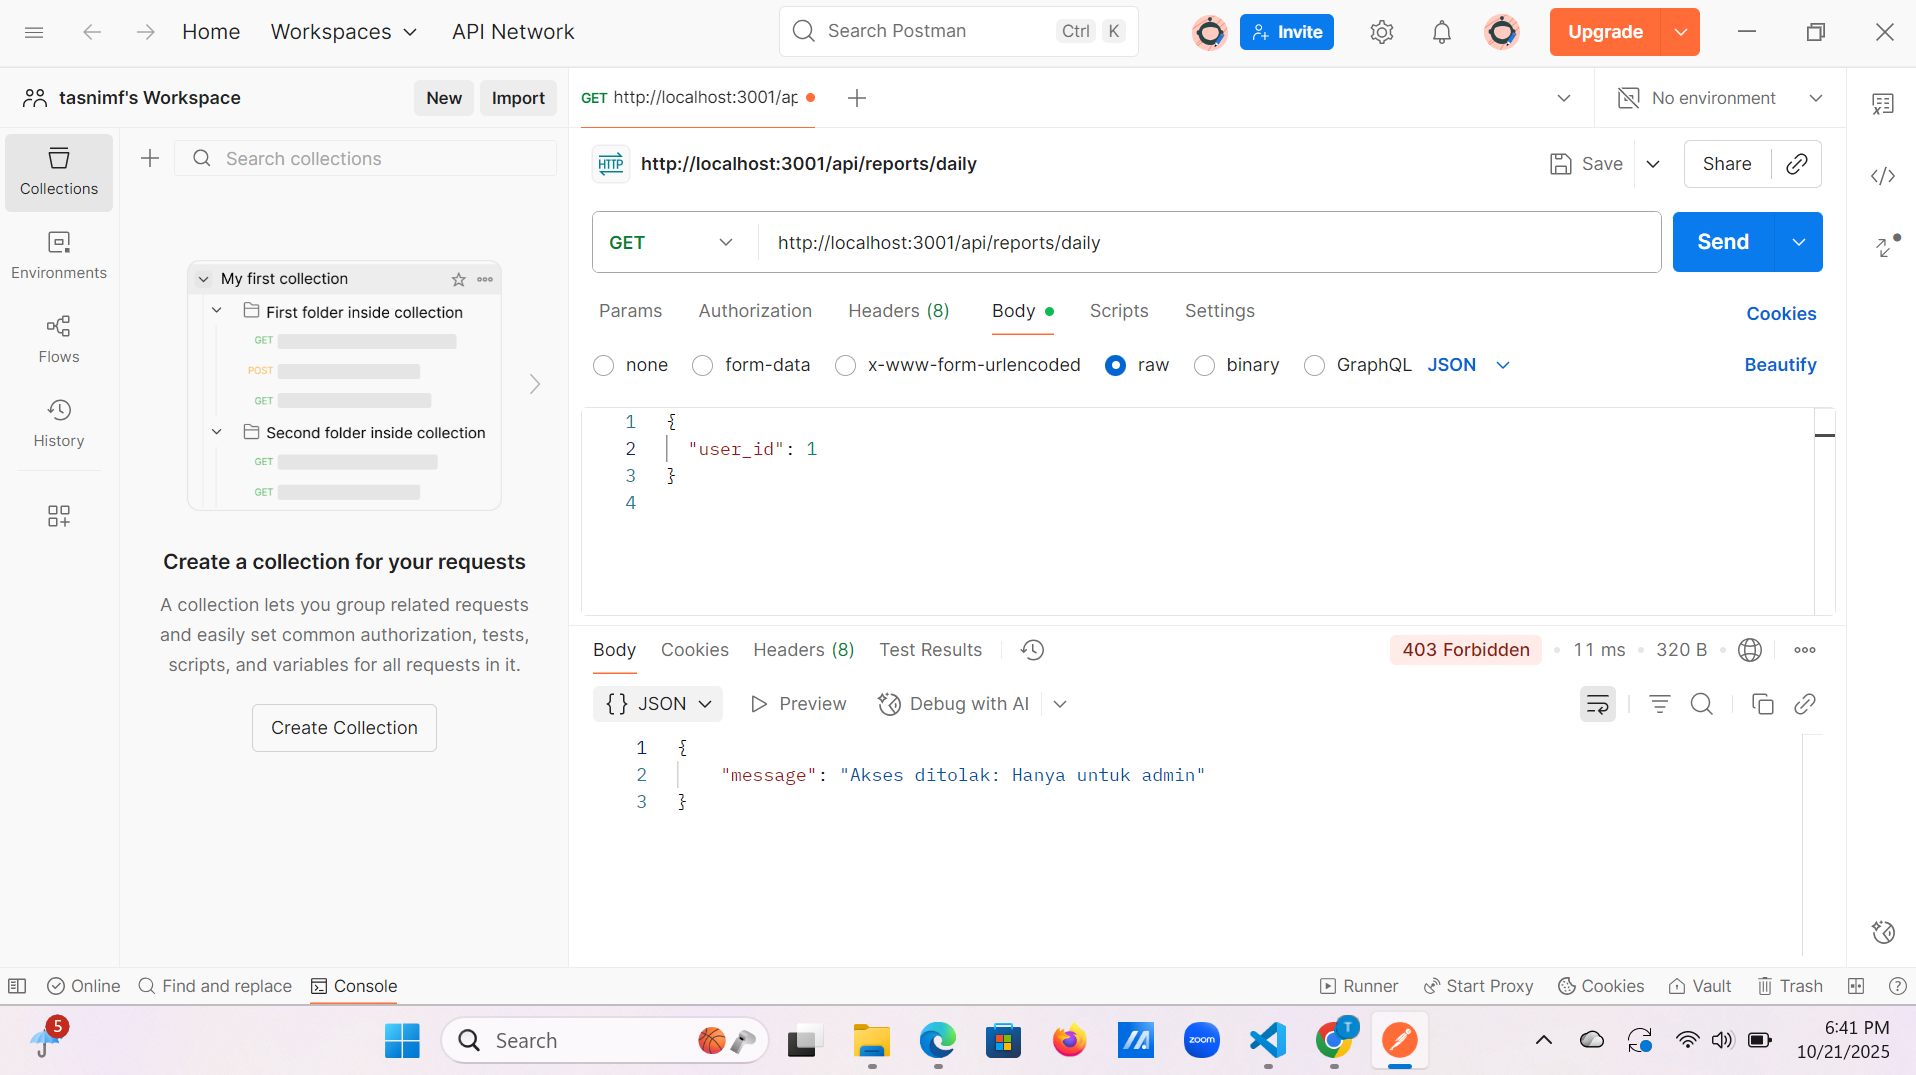 Home
Workspaces
API Network
Search Postman
Ctrl
K
Invite
Upgrade
tasnimf's Workspace
New
Import
GET http://localhost:3001/ap
No environment
Collections
Environments
Flows
History
Search collections
My first collection
First folder inside collection
GET
POST
GET
Second folder inside collection
GET
GET
Create a collection for your requests
A collection lets you group related requests
and easily set common authorization, tests,
scripts, and variables for all requests in it.
Create Collection
HTTP
http://localhost:3001/api/reports/daily
Save
Share
GET
http://localhost:3001/api/reports/daily
Send
Params
Authorization
Headers (8)
Body
Scripts
Settings
Cookies
none
form-data
x-www-form-urlencoded
raw
binary
GraphQL
JSON
Beautify
1 {
2 "user_id": 1
3 }
4
Body
Cookies
Headers (8)
Test Results
403 Forbidden
11 ms
320 B
{} JSON
Preview
Debug with AI
1 {
2 "message": "Akses ditolak: Hanya untuk admin"
3 }
Online
Find and replace
Console
Runner
Start Proxy
Cookies
Vault
Trash
5
Search
zoom
T
6:41 PM
10/21/2025